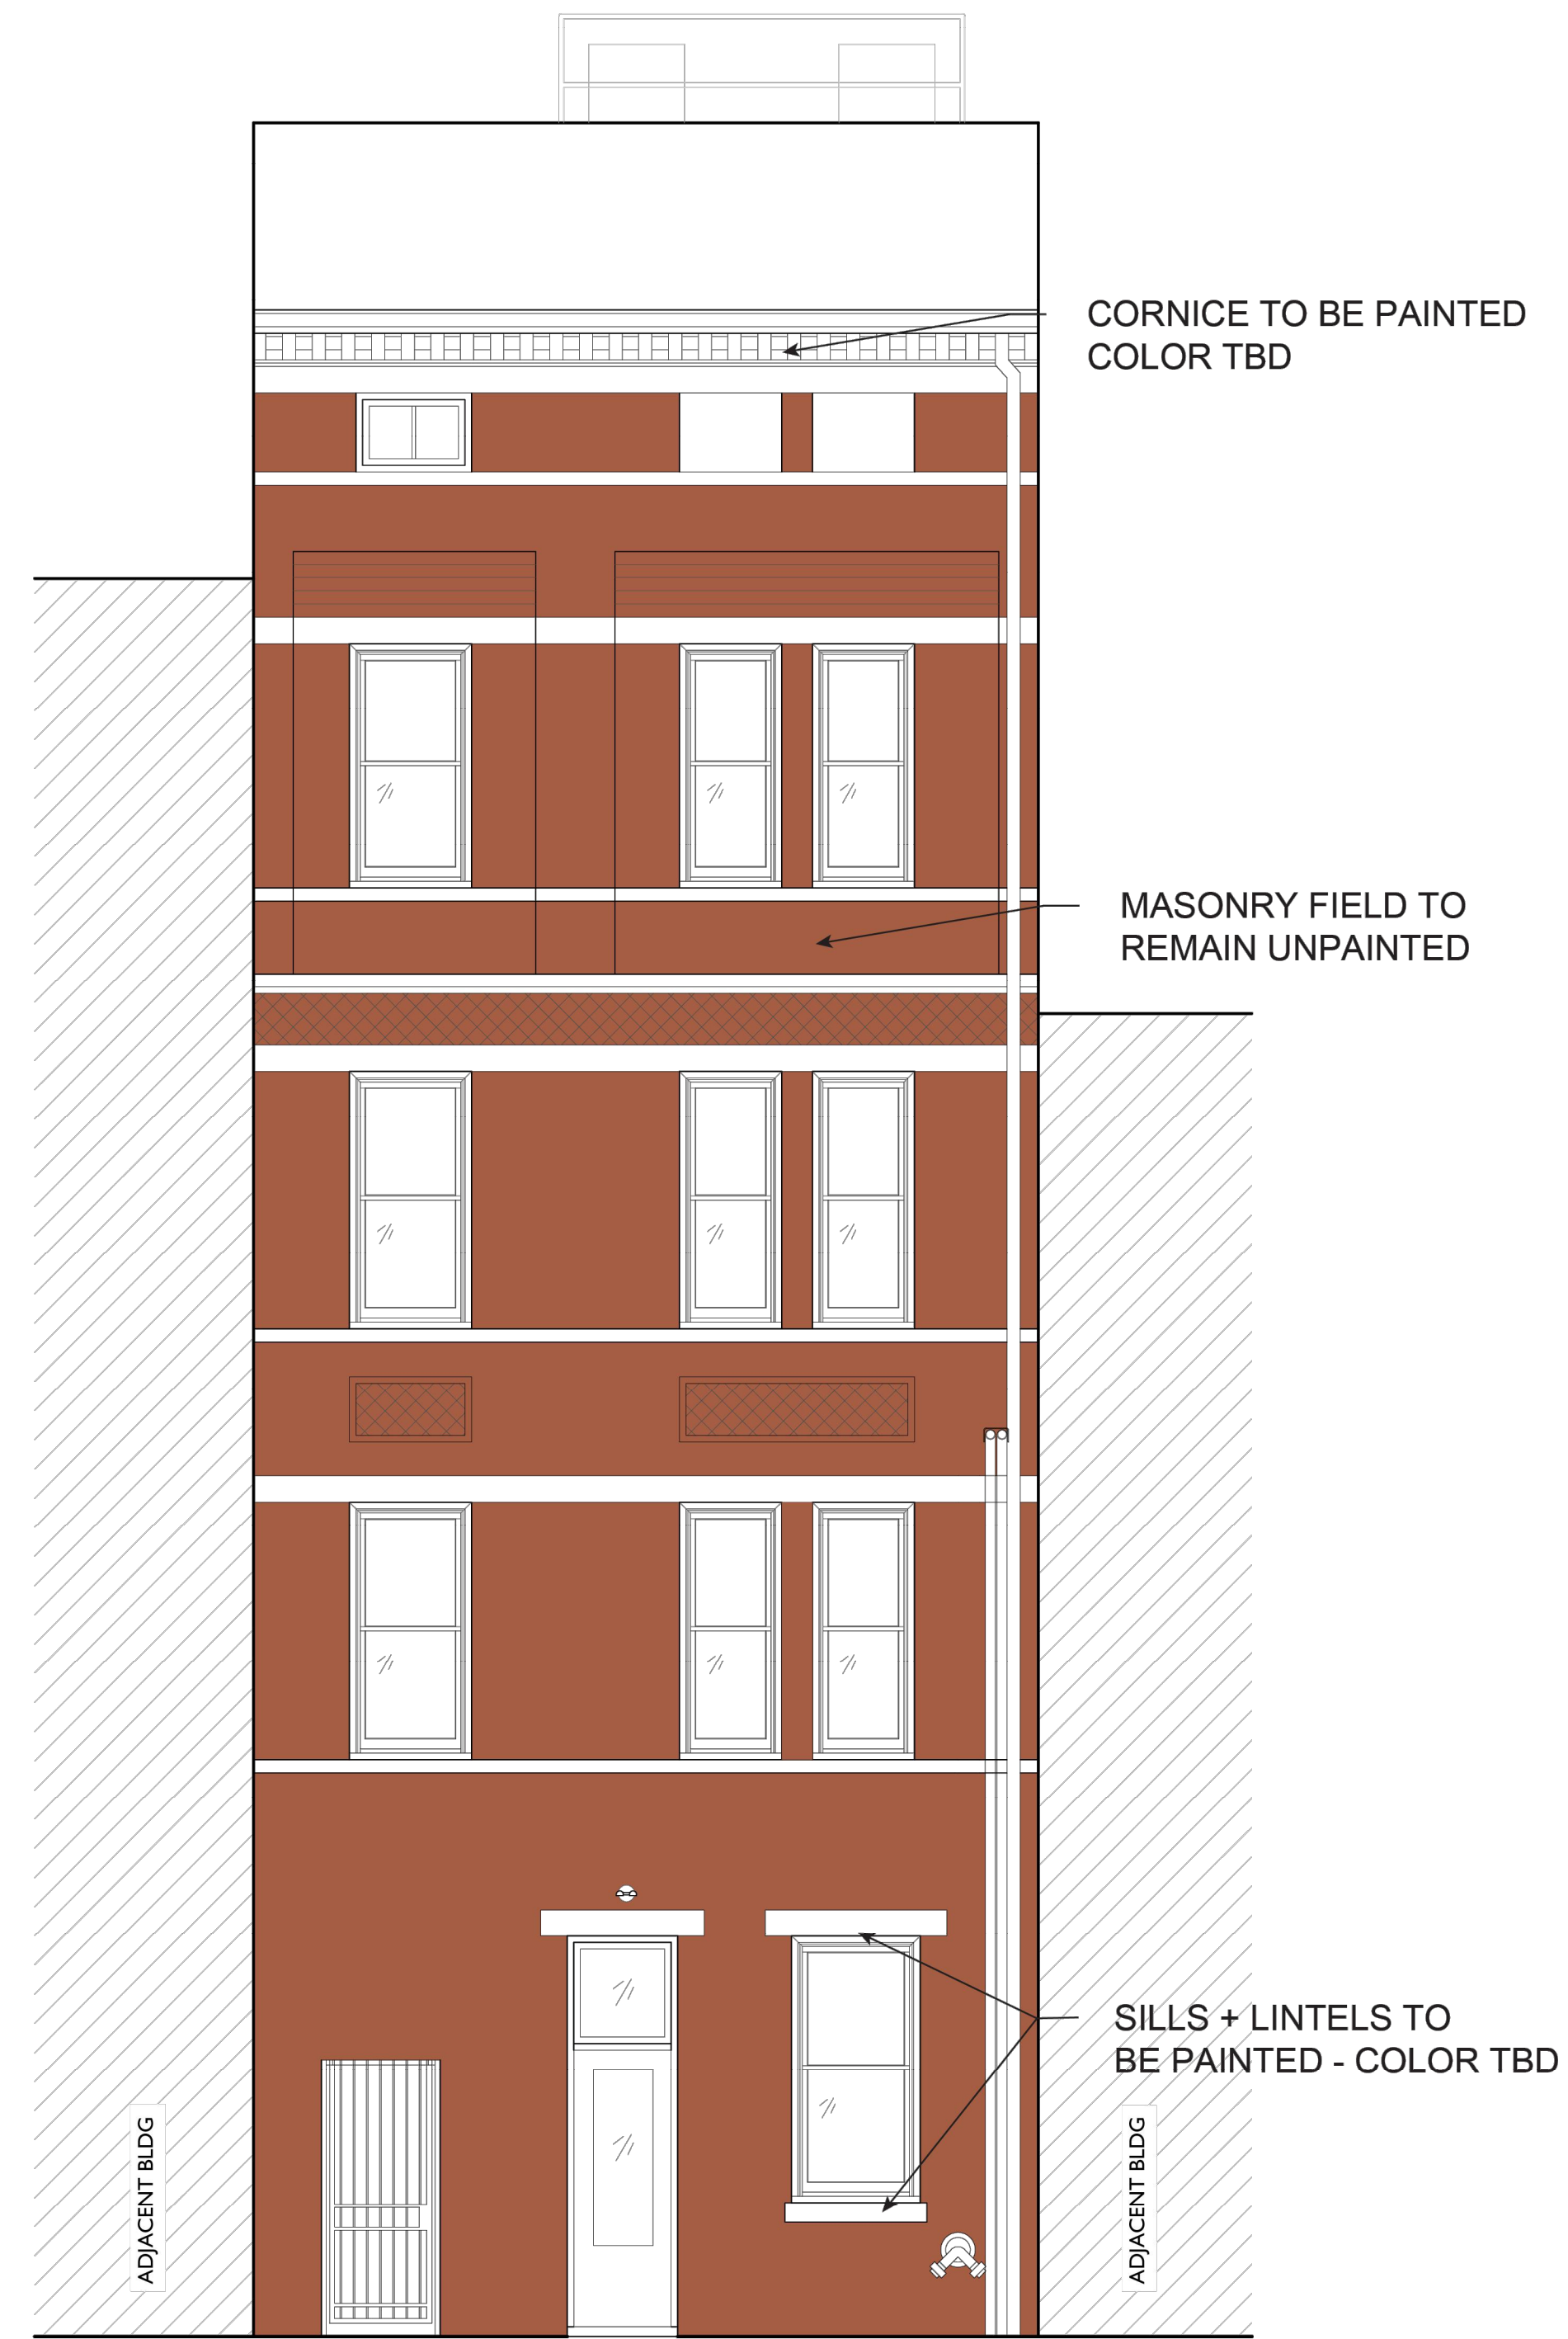 CORNICE TO BE PAINTED
COLOR TBD
MASONRY FIELD TO
REMAIN UNPAINTED
SILLS + LINTELS TO
BE PAINTED - COLOR TBD
ADJACENT BLDG
ADJACENT BLDG